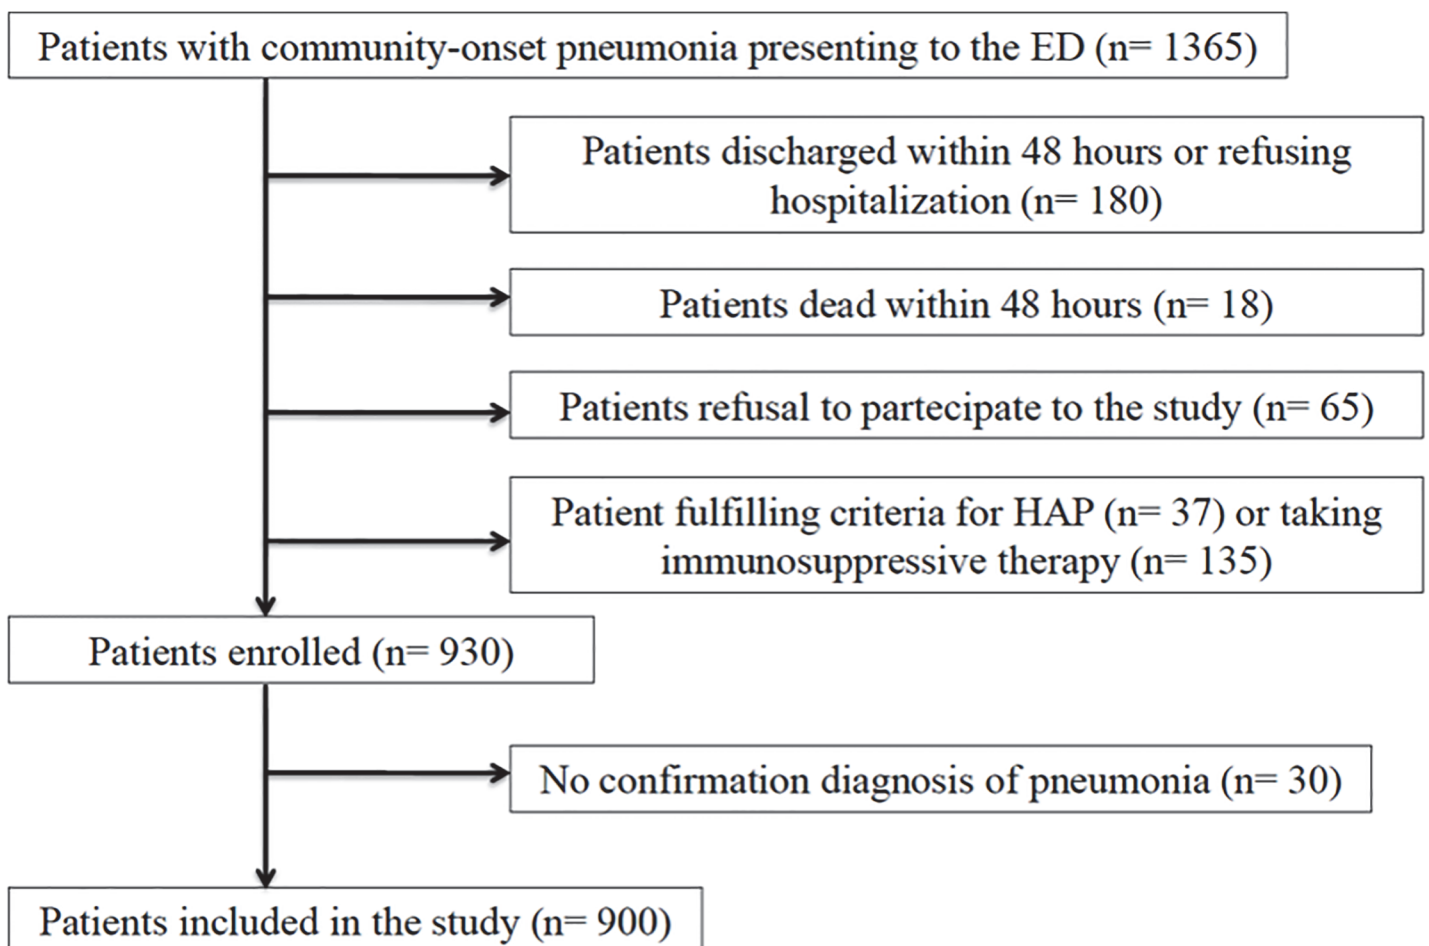 Patients with community-onset pneumonia presenting to the ED (n= 1365)
Patients discharged within 48 hours or refusing
hospitalization (n= 180)
Patients dead within 48 hours (n= 18)
Patients refusal to partecipate to the study (n= 65)
Patient fulfilling criteria for HAP (n= 37) or taking
immunosuppressive therapy (n= 135)
Patients enrolled (n= 930)
No confirmation diagnosis of pneumonia (n= 30)
Patients included in the study (n= 900)